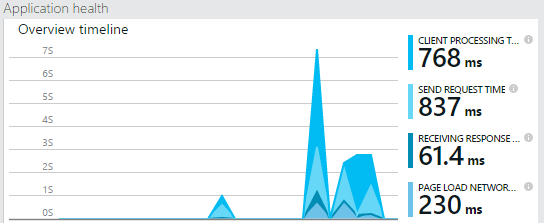 Application health
Overview timeline
7S
6S
5S
4S
3S
2S
1S
0S
CLIENT PROCESSING T...
768 ms
SEND REQUEST TIME
837 ms
RECEIVING RESPONSE ...
61.4 ms
PAGE LOAD NETWOR...
230 ms